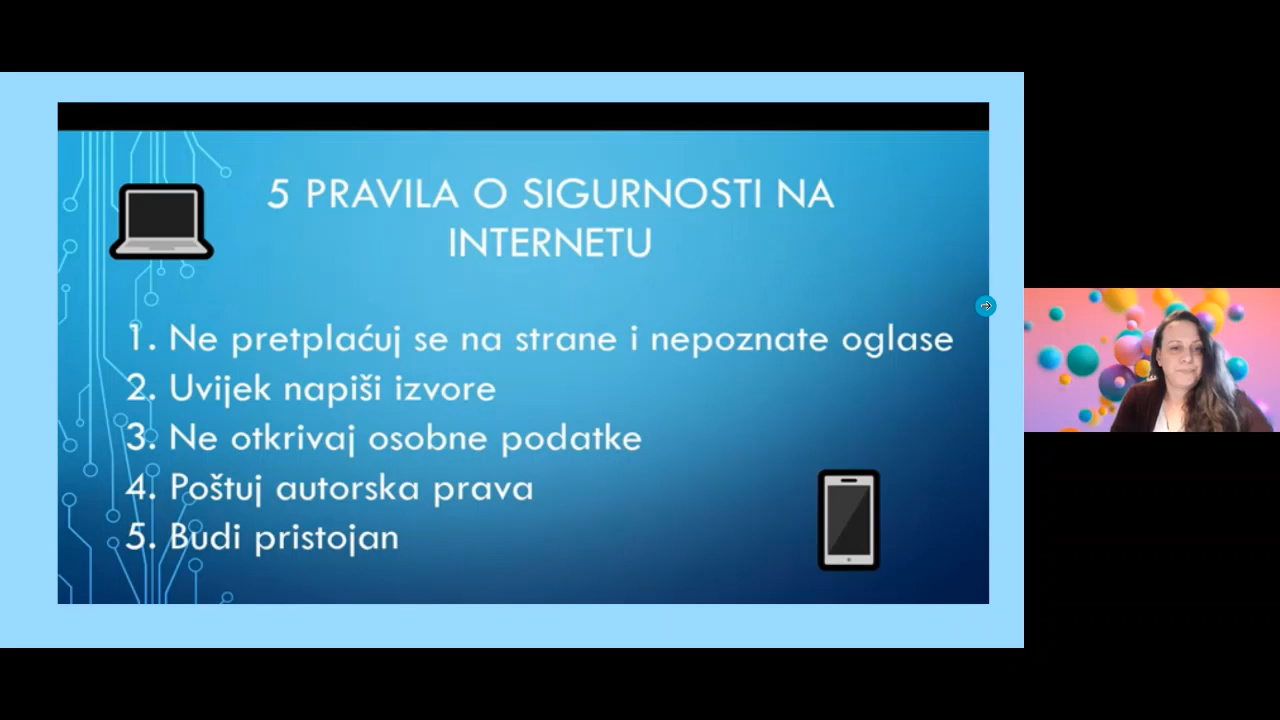 5 PRAVILA O SIGURNOSTI NA
INTERNETU
1. Ne pretplaćuj se na strane i nepoznate oglase
2. Uvijek napiši izvore
3. Ne otkrivaj osobne podatke
4. Poštuj autorska prava
5. Budi pristojan